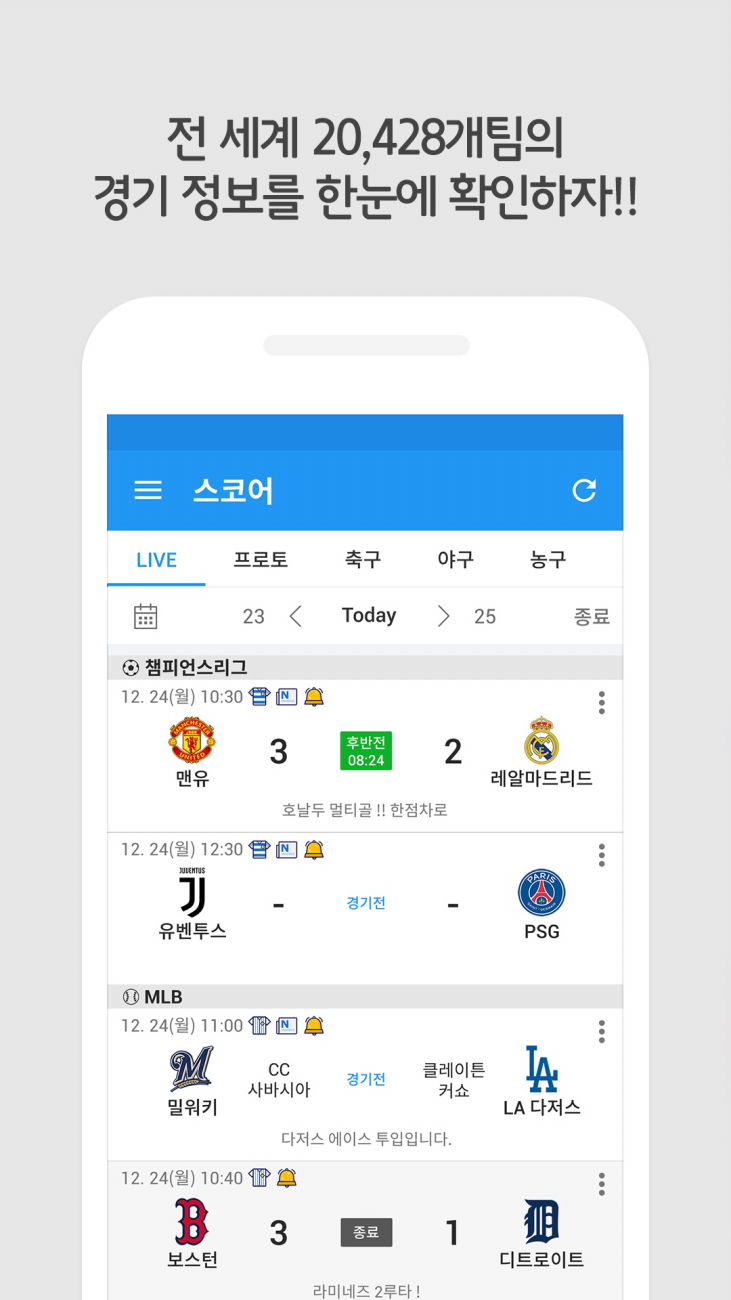 전 세계 20,428개팀의
경기 정보를 한눈에 확인하자!!
스코어
LIVE 프로토 축구 야구 농구
23 < Today > 25 종료
챔피언스리그
12. 24(월) 10:30 N
MANCHESTER UNITED
3 후반전 08:24 2
맨유 레알마드리드
호날두 멀티골 !! 한점차로
12. 24(월) 12:30 N
JUVENTUS PARIS SAINT-GERMAIN
- 경기전 -
유벤투스 PSG
MLB
12. 24(월) 11:00 N
M CC 사바시아 경기전 클레이튼 커쇼 LA
밀워키 LA 다저스
다저스 에이스 투입입니다.
12. 24(월) 10:40
B 3 종료 1 D
보스턴 디트로이트
라미네즈 2루타 !